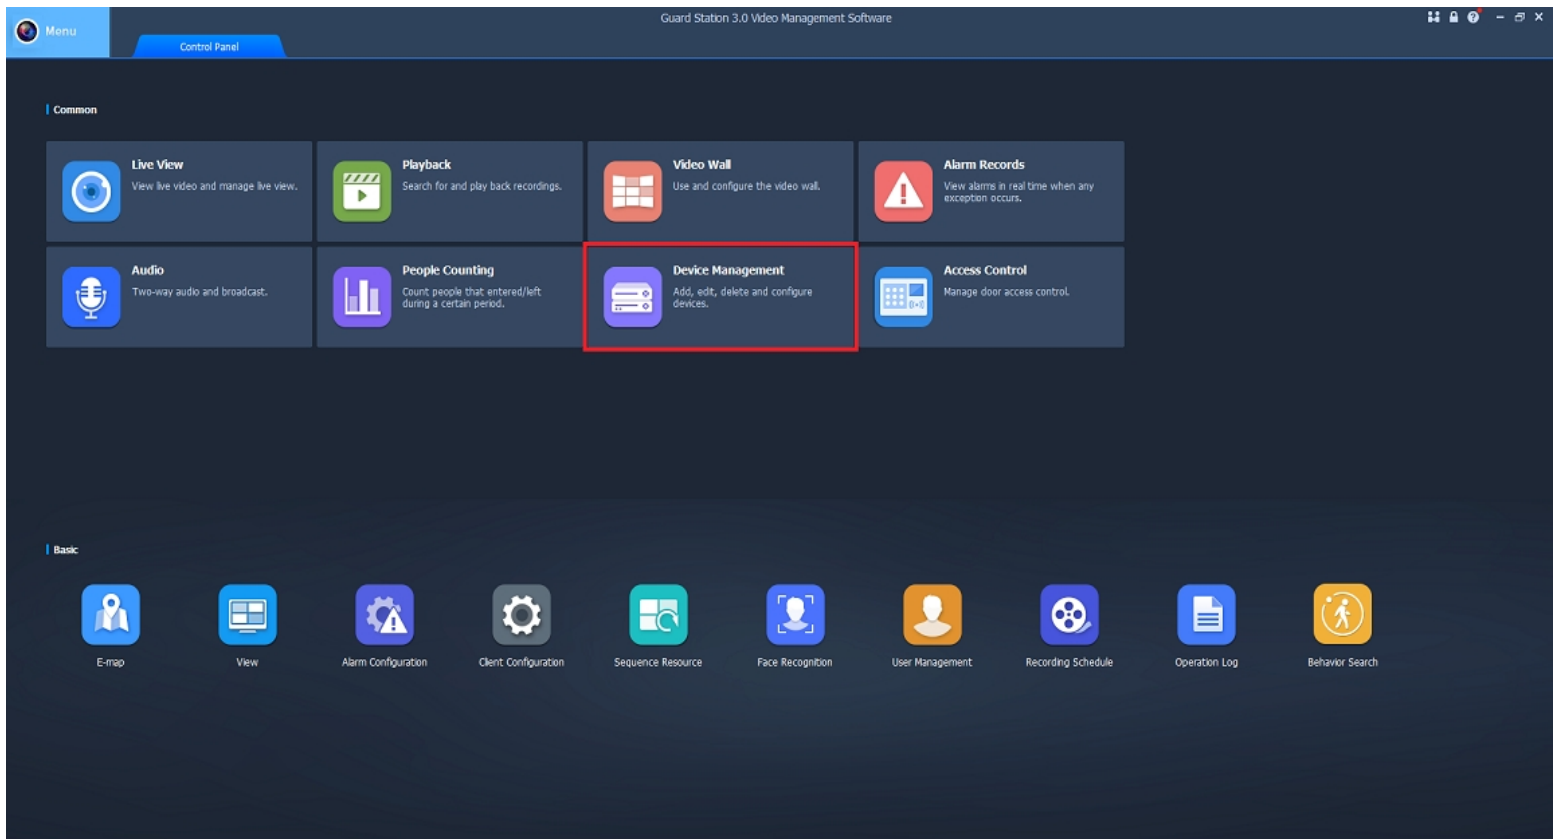 Guard Station 3.0 Video Management Software
Menu
Control Panel
Common
Live View
View live video and manage live view.
Playback
Search for and play back recordings.
Video Wall
Use and configure the video wall.
Alarm Records
View alarms in real time when any
exception occurs.
Audio
Two-way audio and broadcast.
People Counting
Count people that entered/left
during a certain period.
Device Management
Add, edit, delete and configure
devices.
Access Control
Manage door access control.
Basic
E-map
View
Alarm Configuration
Client Configuration
Sequence Resource
Face Recognition
User Management
Recording Schedule
Operation Log
Behavior Search